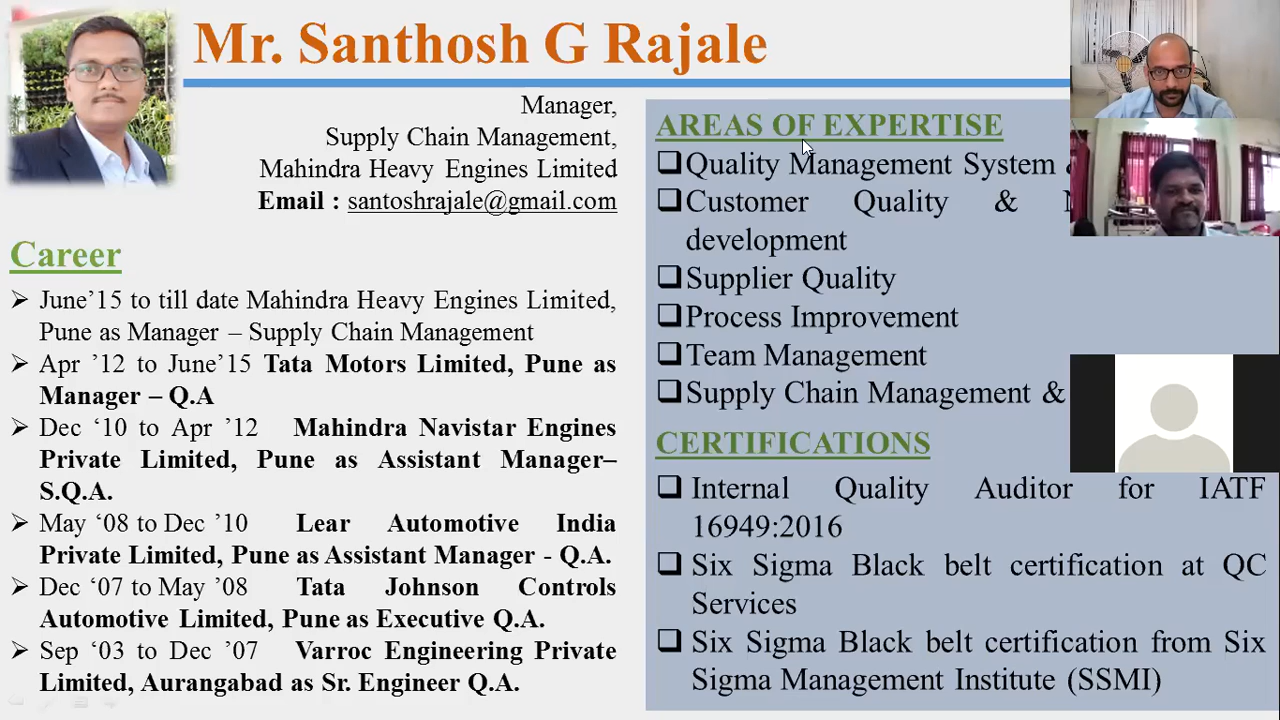 Mr. Santhosh G Rajale
Manager,
Supply Chain Management,
Mahindra Heavy Engines Limited
Email : santoshrajale@gmail.com
Career
➢ June’15 to till date Mahindra Heavy Engines Limited,
Pune as Manager – Supply Chain Management
➢ Apr ’12 to June’15 Tata Motors Limited, Pune as
Manager – Q.A
➢ Dec ‘10 to Apr ’12 Mahindra Navistar Engines
Private Limited, Pune as Assistant Manager–
S.Q.A.
➢ May ‘08 to Dec ’10 Lear Automotive India
Private Limited, Pune as Assistant Manager - Q.A.
➢ Dec ‘07 to May ’08 Tata Johnson Controls
Automotive Limited, Pune as Executive Q.A.
➢ Sep ‘03 to Dec ’07 Varroc Engineering Private
Limited, Aurangabad as Sr. Engineer Q.A.
AREAS OF EXPERTISE
❑ Quality Management System
❑ Customer Quality &
development
❑ Supplier Quality
❑ Process Improvement
❑ Team Management
❑ Supply Chain Management &
CERTIFICATIONS
❑ Internal Quality Auditor for IATF
16949:2016
❑ Six Sigma Black belt certification at QC
Services
❑ Six Sigma Black belt certification from Six
Sigma Management Institute (SSMI)